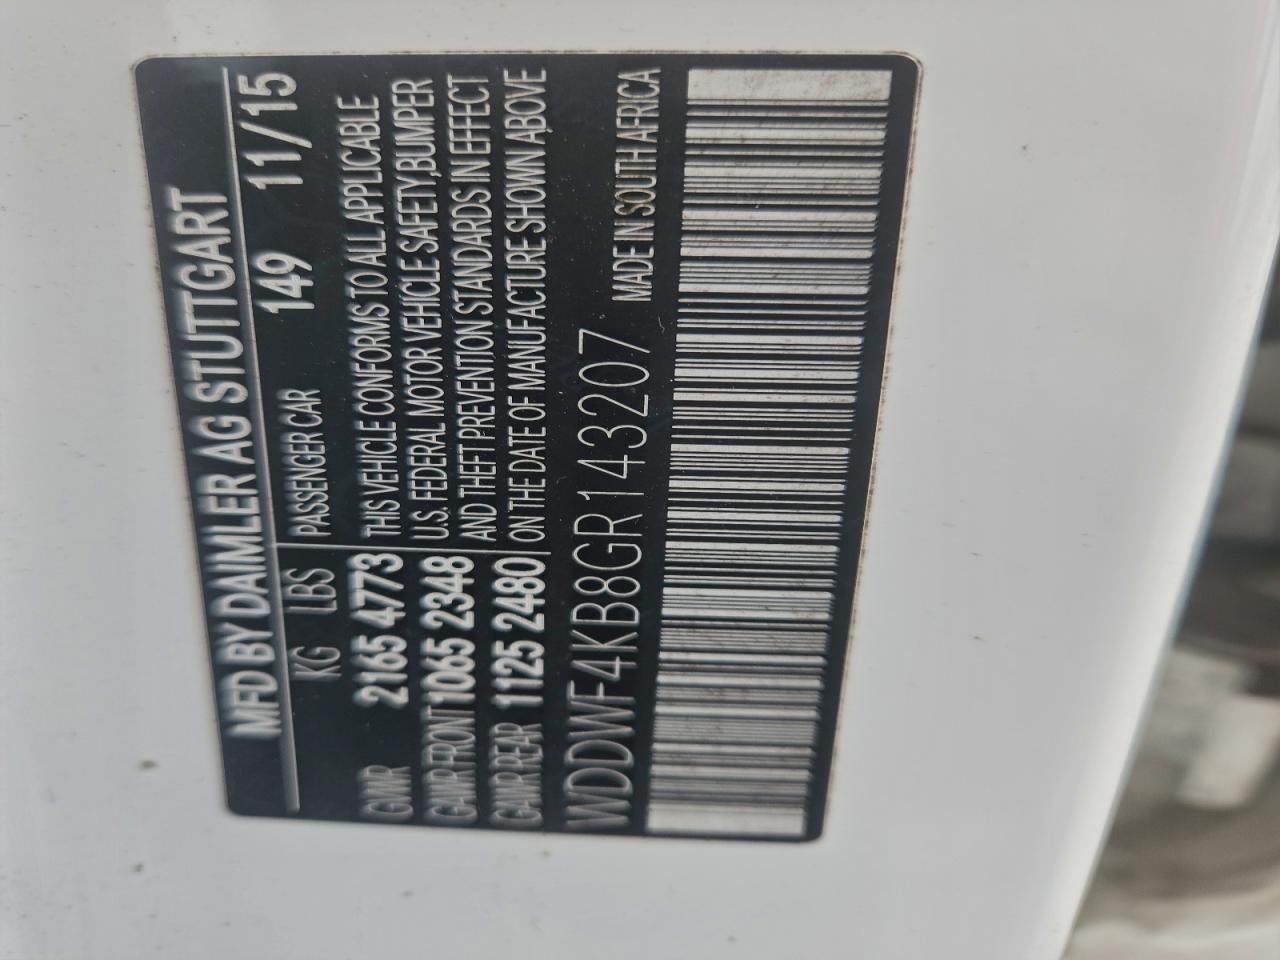 MFD BY DAIMLER AG STUTTGART
KG LBS PASSENGER CAR 149 11/15
GVWR 2165 4773 THIS VEHICLE CONFORMS TO ALL APPLICABLE
GAWR FRONT 1065 2348 U.S. FEDERAL MOTOR VEHICLE SAFETY,BUMPER
GAWR REAR 1125 2480 AND THEFT PREVENTION STANDARDS IN EFFECT
ON THE DATE OF MANUFACTURE SHOWN ABOVE
WDDWF4KB8GR143207 MADE IN SOUTH AFRICA